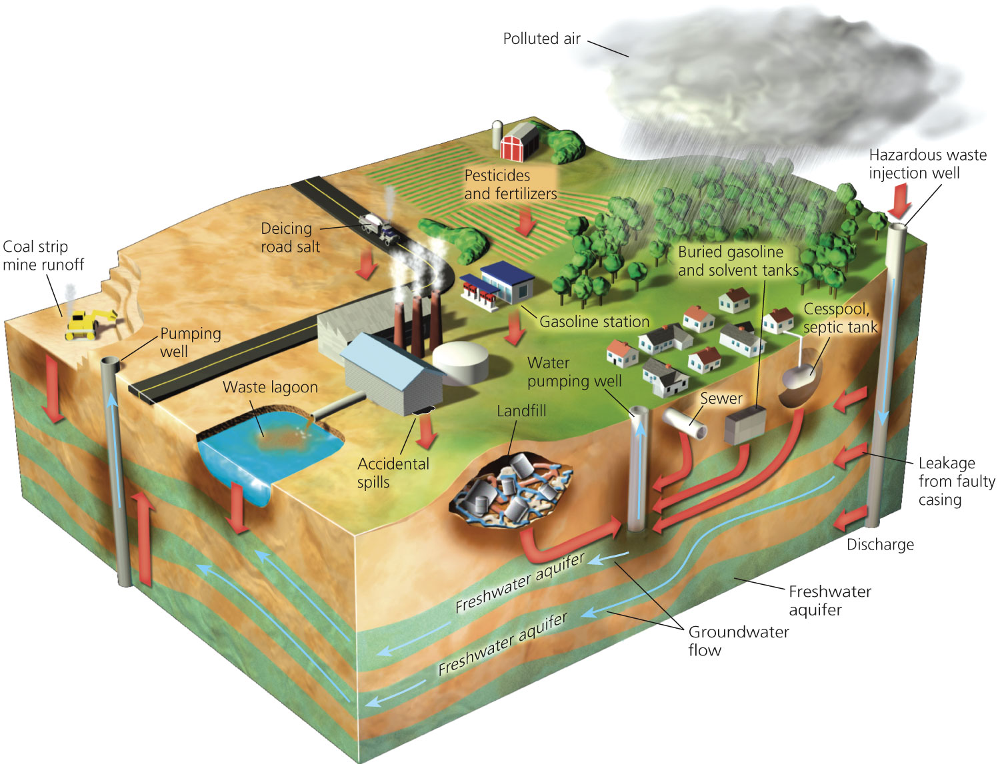 Polluted air
Hazardous waste
injection well
Pesticides
and fertilizers
Deicing
road salt
Coal strip
mine runoff
Buried gasoline
and solvent tanks
Cesspool,
septic tank
Gasoline station
Pumping
well
Water
pumping well
Waste lagoon
Sewer
Landfill
Accidental
spills
Leakage
from faulty
casing
Discharge
Freshwater aquifer
Freshwater
aquifer
Freshwater aquifer
Groundwater
flow